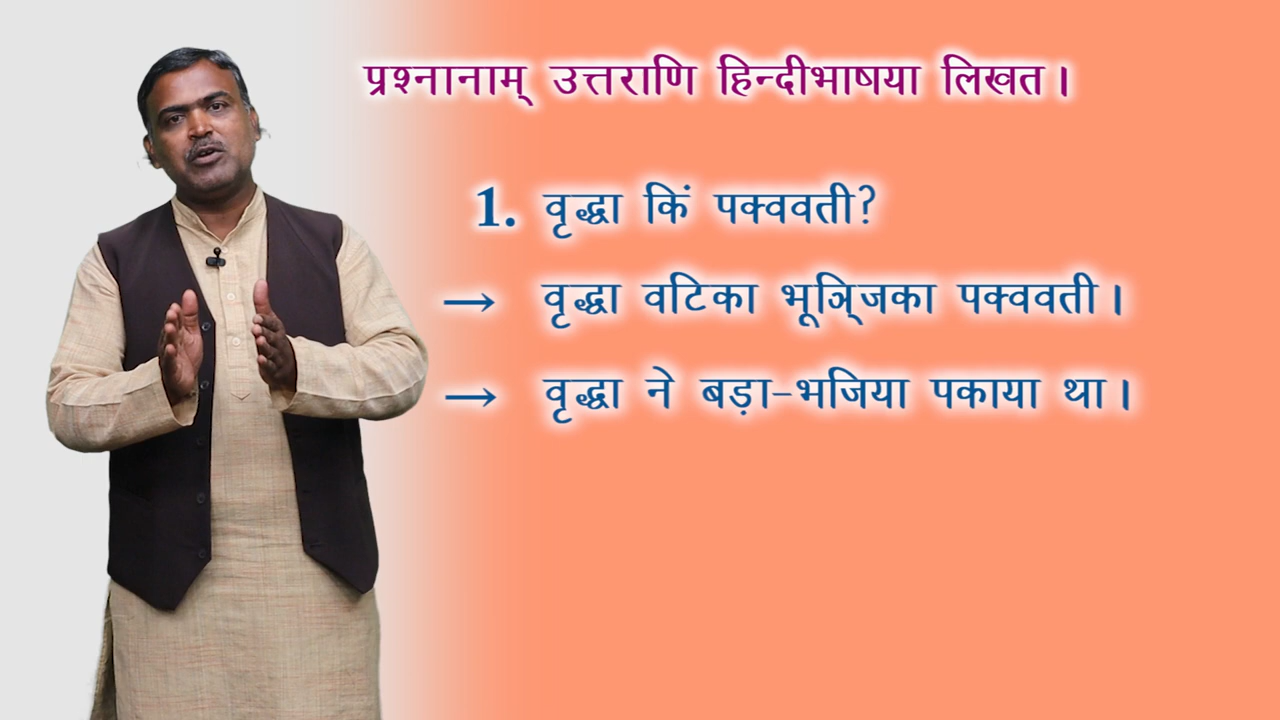 प्रश्नानाम् उत्तराणि हिन्दीभाषया लिखत।
1. वृद्धा किं पक्ववती?
→ वृद्धा वटिका भूञ्जिका पक्ववती।
→ वृद्धा ने बड़ा-भजिया पकाया था।